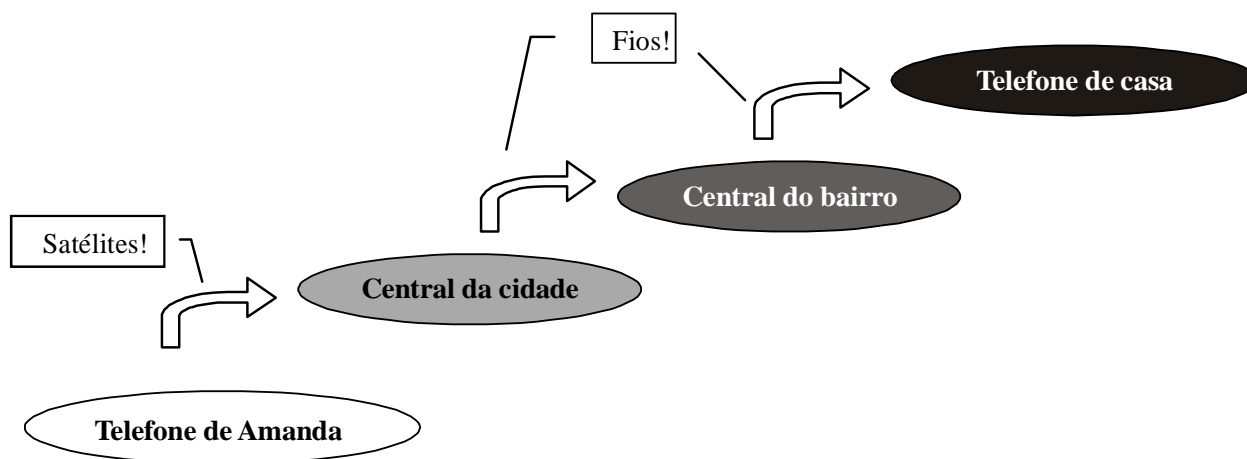 Fios!
Telefone de casa
Central do bairro
Satélites!
Central da cidade
Telefone de Amanda